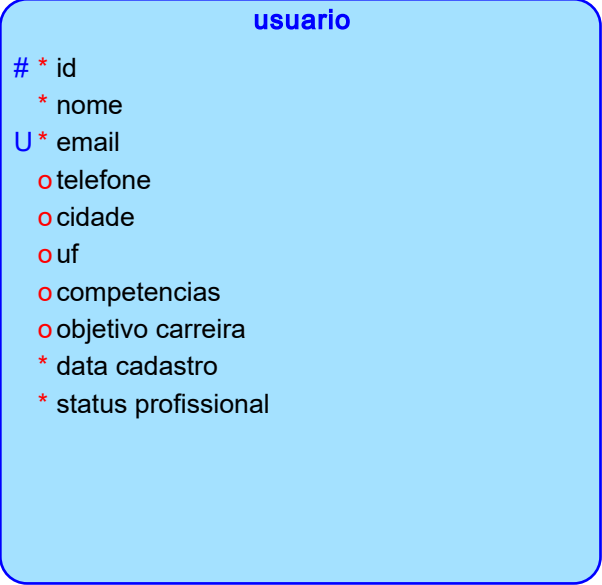 usuario
# * id
* nome
U * email
o telefone
o cidade
o uf
o competencias
o objetivo carreira
* data cadastro
* status profissional